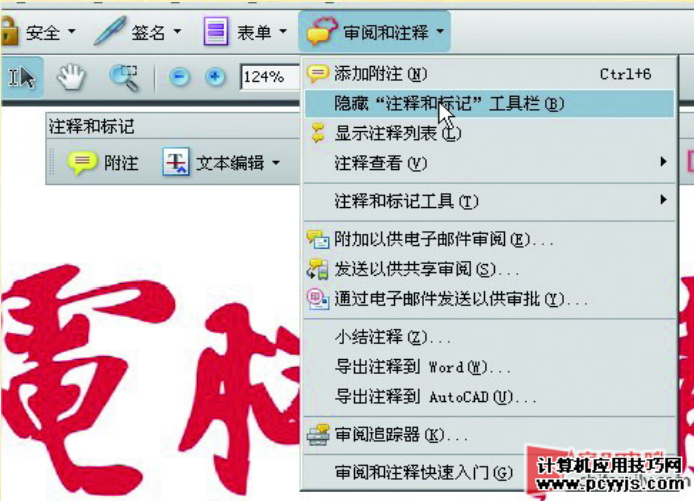 安全 签名 表单 审阅和注释
124%
添加附注(N) Ctrl+6
隐藏“注释和标记”工具栏(B)
注释和标记
显示注释列表(L)
附注 文本编辑
注释查看(V)
注释和标记工具(T)
附加以供电子邮件审阅(E)...
发送以供共享审阅(S)...
通过电子邮件发送以供审批(Y)...
電腦
小结注释(Z)...
导出注释到 Word(W)...
导出注释到 AutoCAD(U)...
审阅追踪器(K)...
审阅和注释快速入门(G)
计算机应用技巧网
www.pcyyjs.com